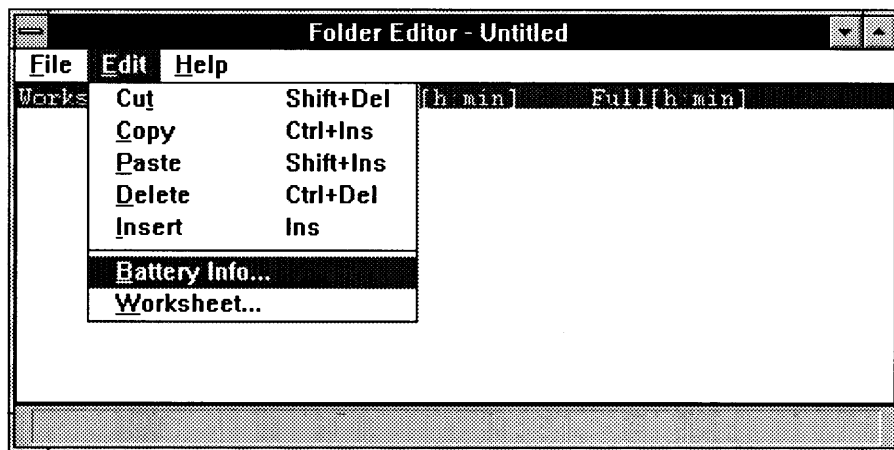 Folder Editor - Untitled
File Edit Help
Works [h:min] Full[h:min]
Cut Shift+Del
Copy Ctrl+Ins
Paste Shift+Ins
Delete Ctrl+Del
Insert Ins
Battery Info...
Worksheet...